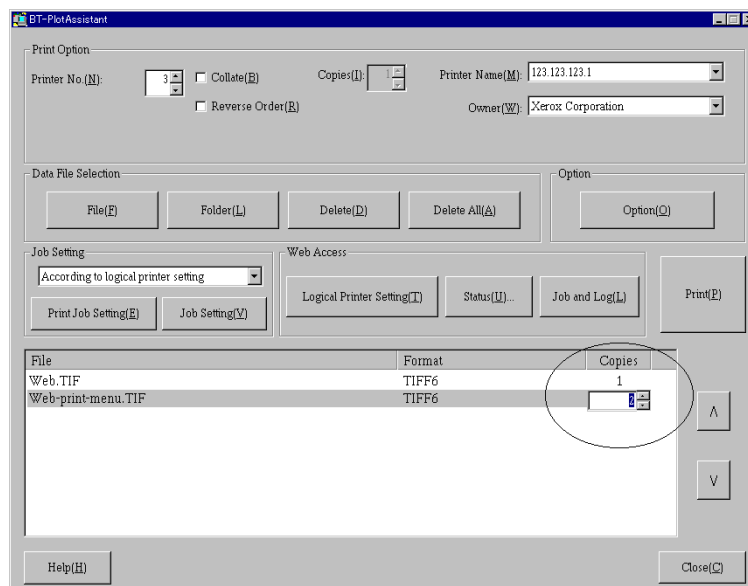 BT-PlotAssistant
Print Option
Printer No.(N): 3 Collate(B) Copies(I): 1 Printer Name(M): 123.123.123.1
Reverse Order(R) Owner(W): Xerox Corporation
Data File Selection Option
File(F) Folder(L) Delete(D) Delete All(A) Option(O)
Job Setting Web Access
According to logical printer setting
Print Job Setting(E) Job Setting(V) Logical Printer Setting(T) Status(U)... Job and Log(L) Print(P)
File Format Copies
Web.TIF TIFF6 1
Web-print-menu.TIF TIFF6 2
Λ
V
Help(H) Close(C)